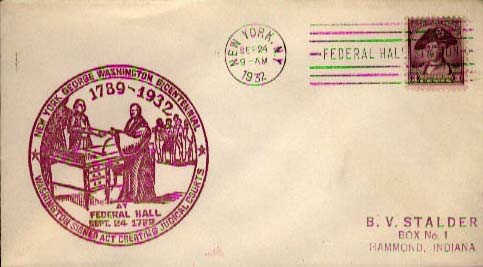 NEW YORK, N.Y.
SEP 24
9-AM
1932
FEDERAL HALL
NEW YORK GEORGE WASHINGTON BICENTENNIAL
1789-1932
AT
FEDERAL HALL
SEPT. 24 1789
WASHINGTON SIGNED ACT CREATING JUDICIAL COURTS
B. V. STALDER
BOX No. 1
HAMMOND, INDIANA